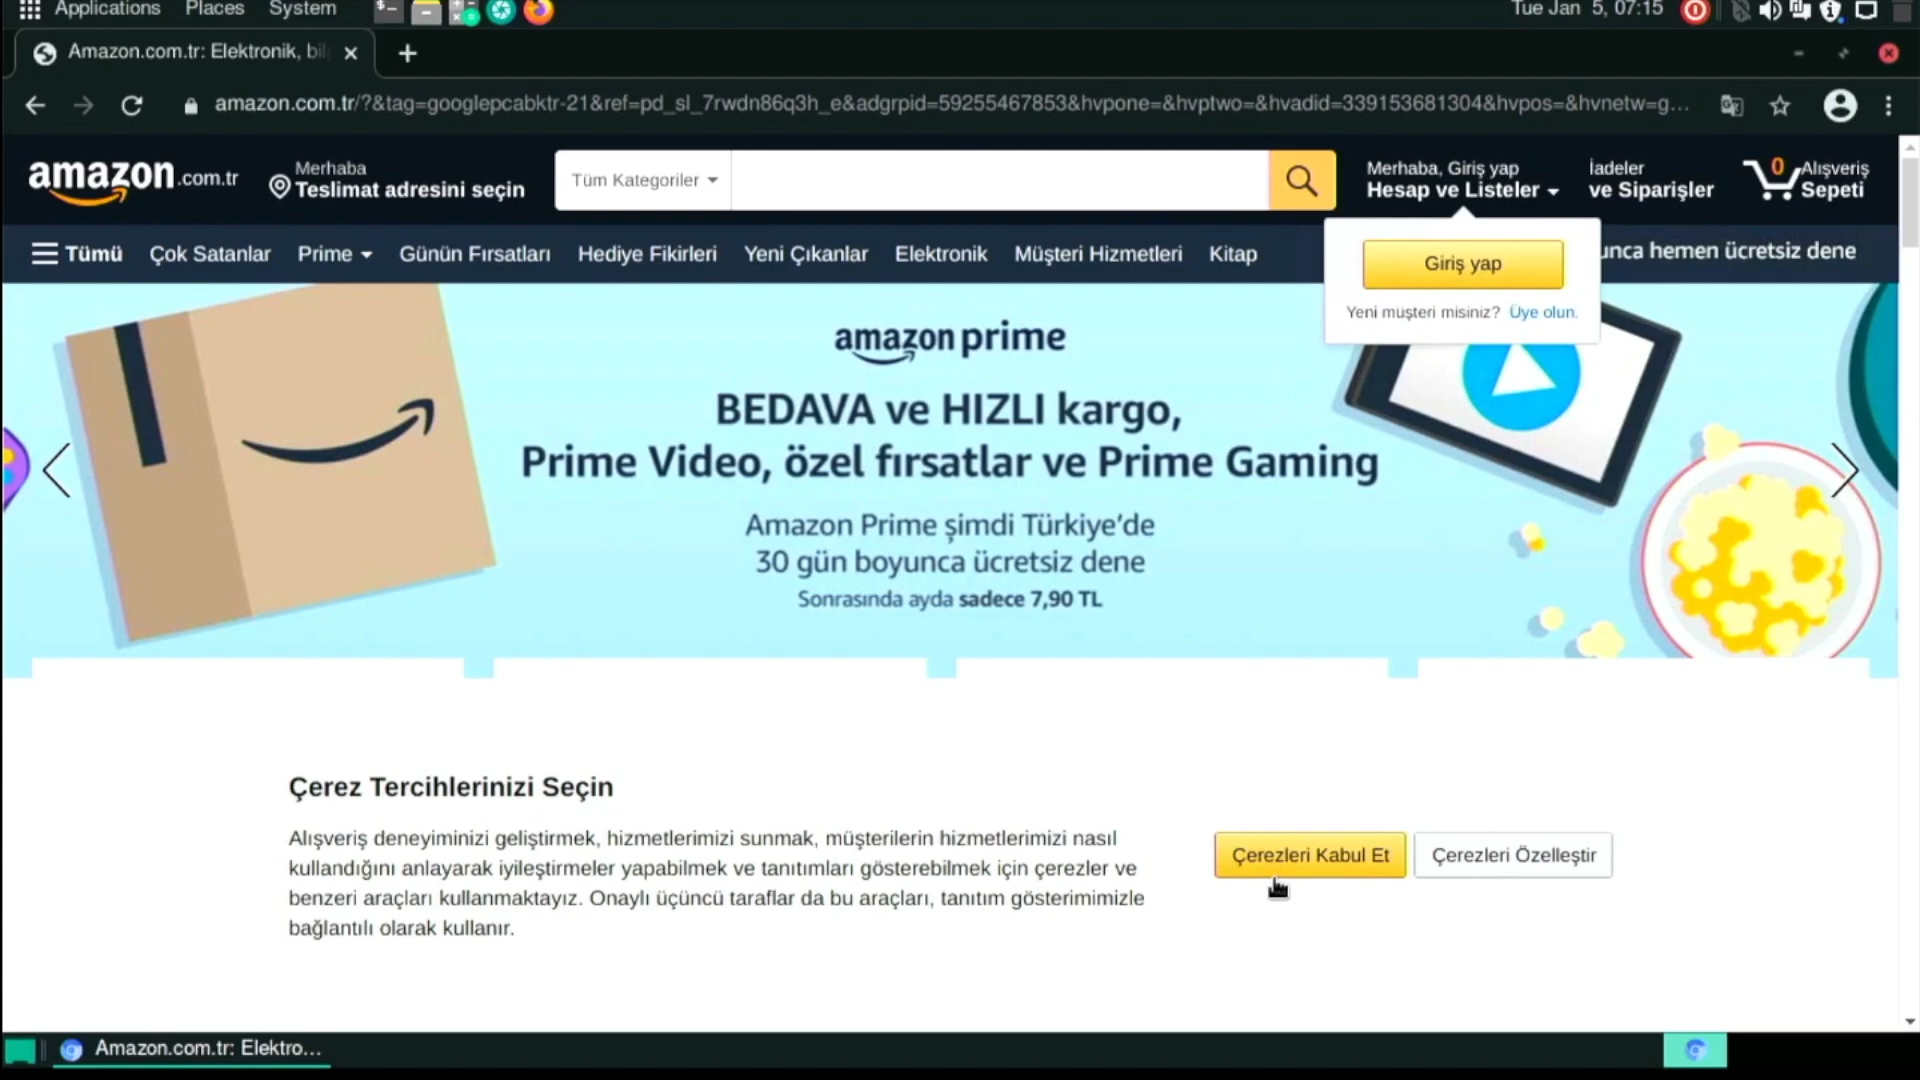 Applications Places System
Tue Jan 5, 07:15
Amazon.com.tr: Elektronik, bil
amazon.com.tr/?&tag=googlepcabktr-21&ref=pd_sl_7rwdn86q3h_e&adgrpid=59255467853&hvpone=&hvptwo=&hvadid=339153681304&hvpos=&hvnetw=g...
amazon.com.tr
Merhaba
Teslimat adresini seçin
Tüm Kategoriler
Merhaba, Giriş yap
Hesap ve Listeler
İadeler
ve Siparişler
0
Alışveriş
Sepeti
Tümü Çok Satanlar Prime Günün Fırsatları Hediye Fikirleri Yeni Çıkanlar Elektronik Müşteri Hizmetleri Kitap
unca hemen ücretsiz dene
Giriş yap
Yeni müşteri misiniz? Üye olun.
amazon prime
BEDAVA ve HIZLI kargo,
Prime Video, özel fırsatlar ve Prime Gaming
Amazon Prime şimdi Türkiye'de
30 gün boyunca ücretsiz dene
Sonrasında ayda sadece 7,90 TL
Çerez Tercihlerinizi Seçin
Alışveriş deneyiminizi geliştirmek, hizmetlerimizi sunmak, müşterilerin hizmetlerimizi nasıl
kullandığını anlayarak iyileştirmeler yapabilmek ve tanıtımları gösterebilmek için çerezler ve
benzeri araçları kullanmaktayız. Onaylı üçüncü taraflar da bu araçları, tanıtım gösterimimizle
bağlantılı olarak kullanır.
Çerezleri Kabul Et
Çerezleri Özelleştir
Amazon.com.tr: Elektro...